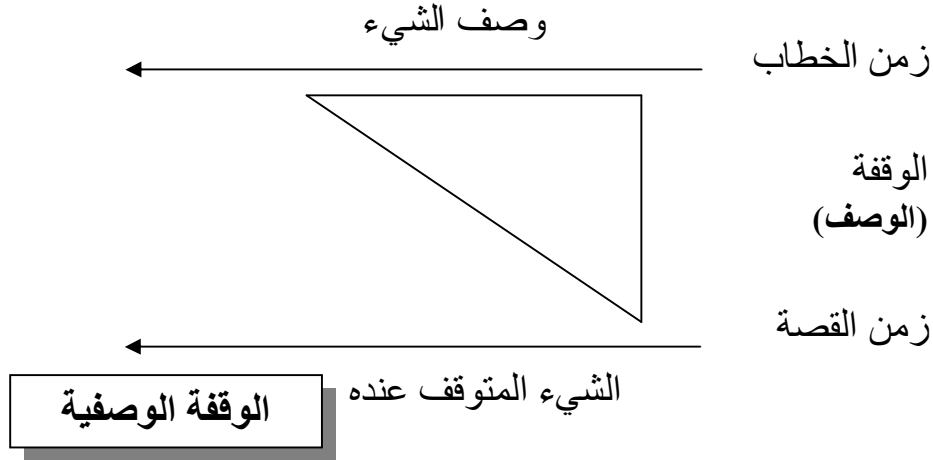 وصف الشيء
زمن الخطاب
الوقفة
(الوصف)
زمن القصة
الشيء المتوقف عنده
الوقفة الوصفية